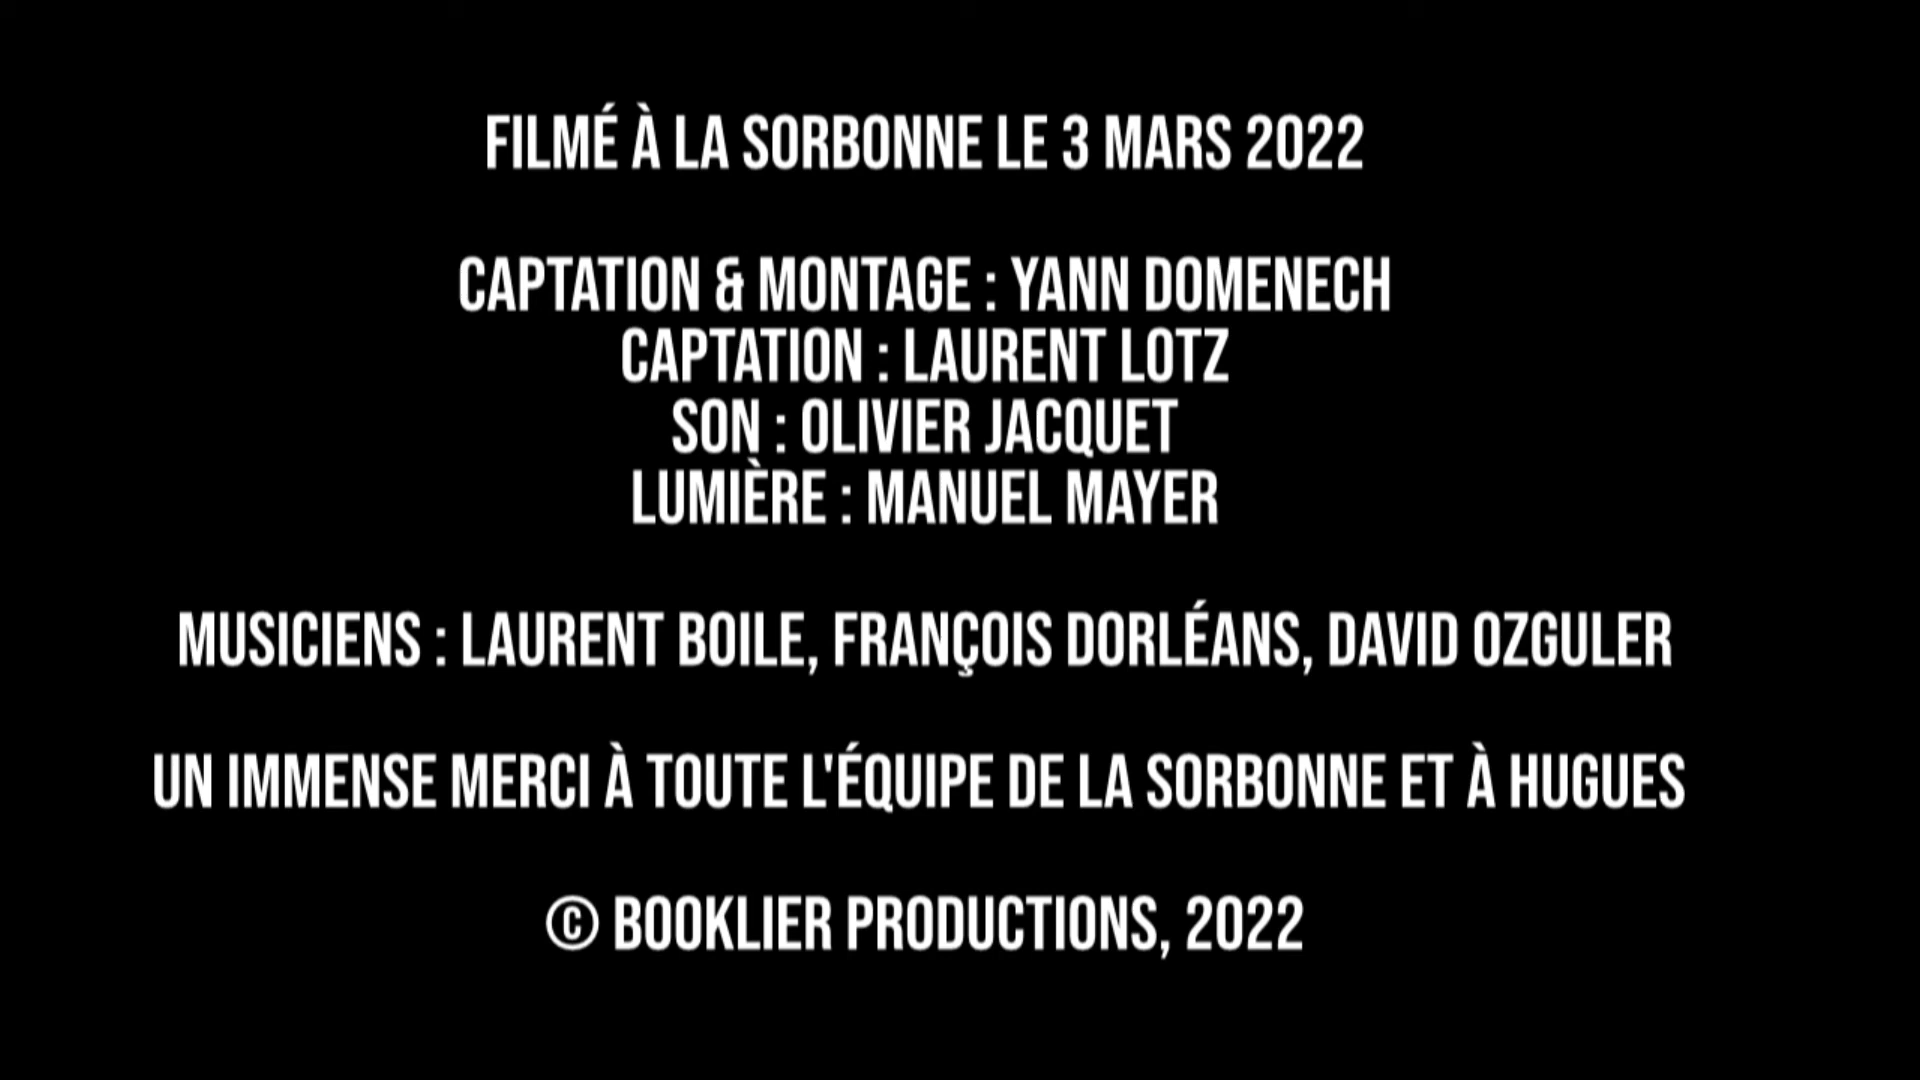 FILMÉ À LA SORBONNE LE 3 MARS 2022
CAPTATION & MONTAGE : YANN DOMENECH
CAPTATION : LAURENT LOTZ
SON : OLIVIER JACQUET
LUMIÈRE : MANUEL MAYER
MUSICIENS : LAURENT BOILE, FRANÇOIS DORLÉANS, DAVID OZGULER
UN IMMENSE MERCI À TOUTE L'ÉQUIPE DE LA SORBONNE ET À HUGUES
© BOOKLIER PRODUCTIONS, 2022